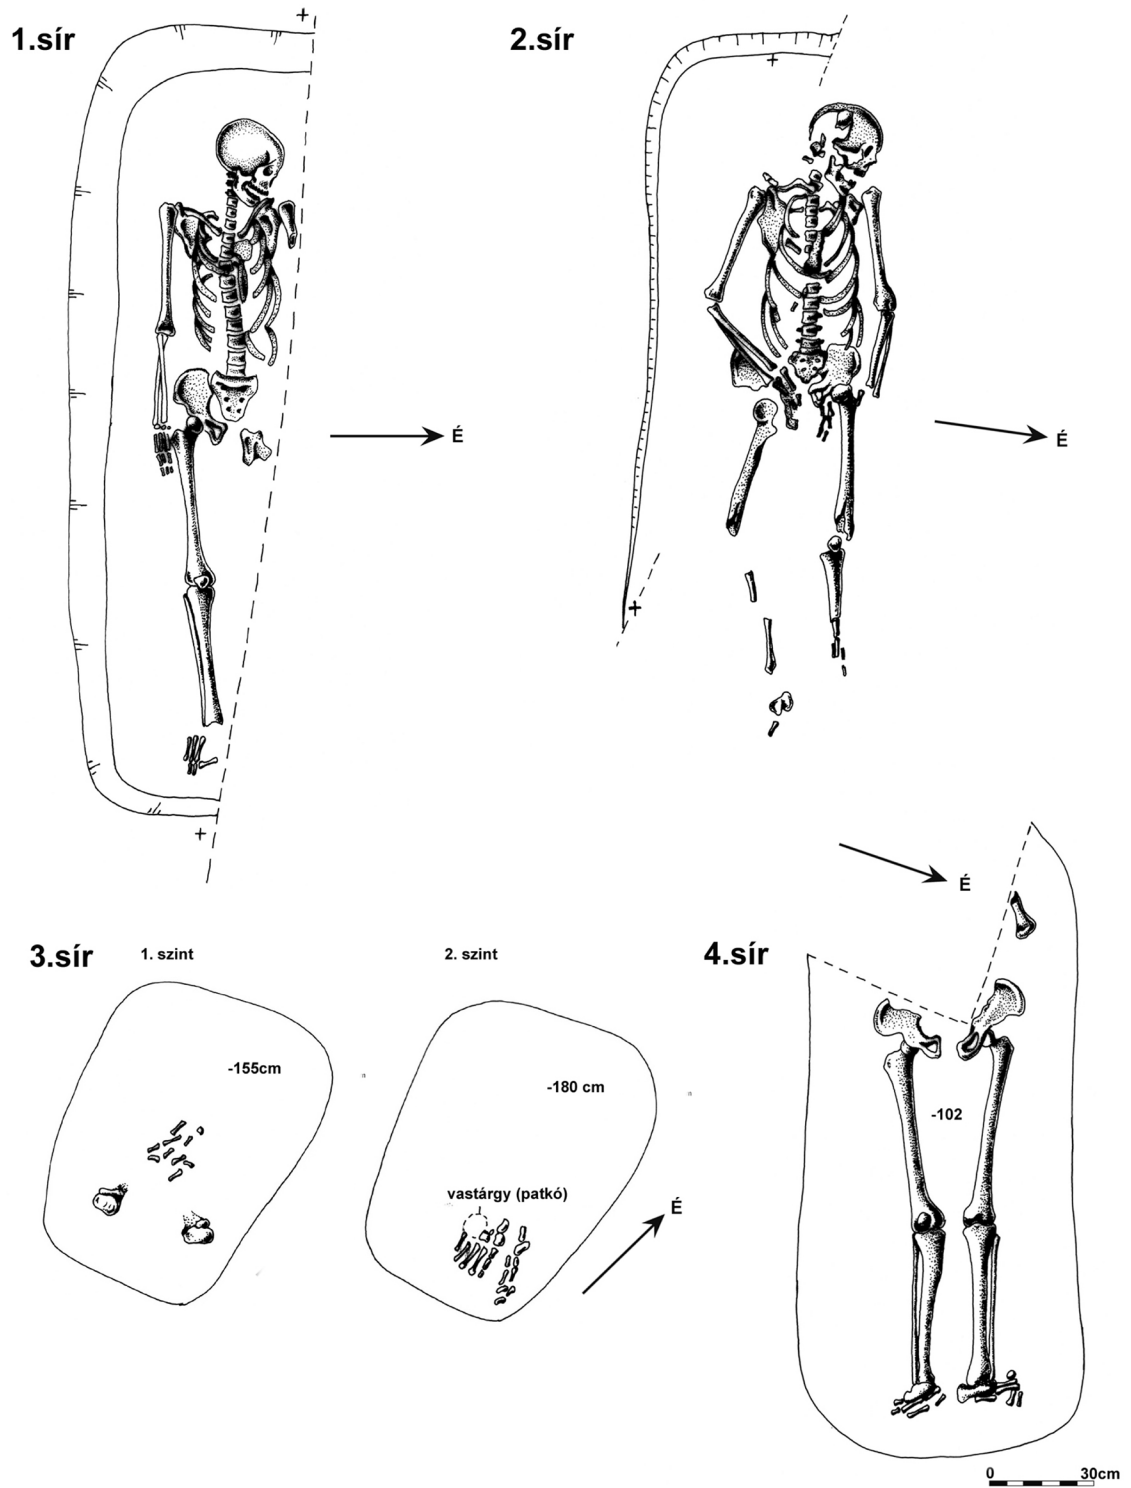 1.sír
2.sír
É
É
É
3.sír
1. szint
2. szint
4.sír
-155cm
-180 cm
-102
vastárgy (patkó)
É
0 30cm